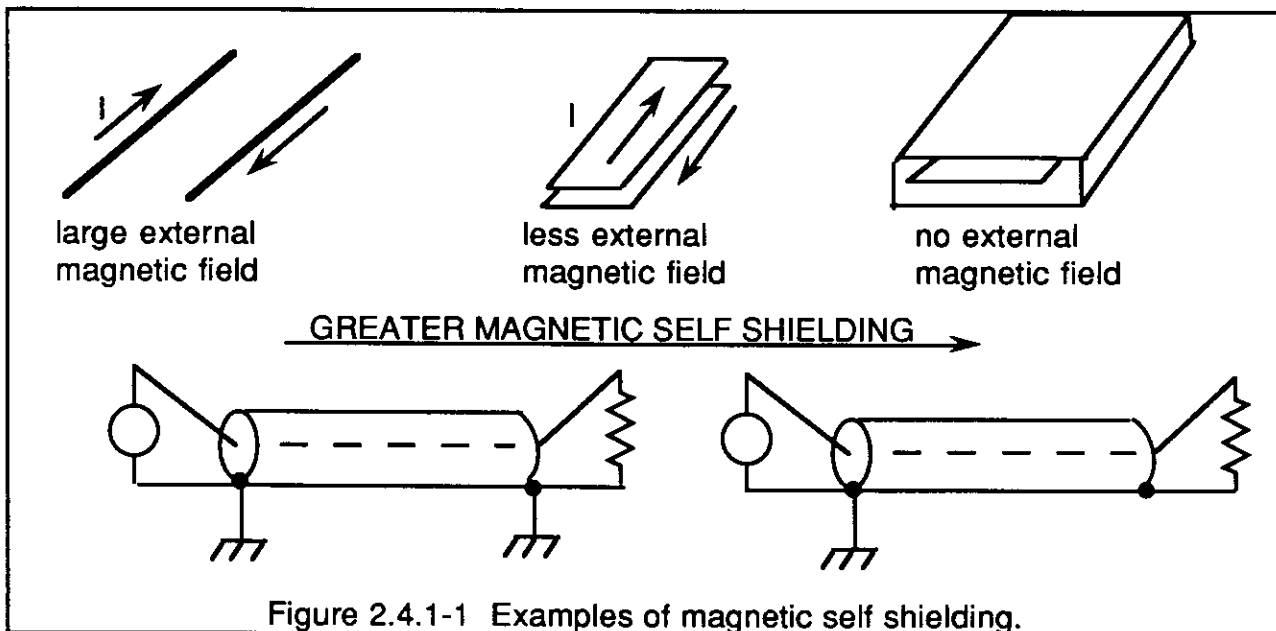 I
I
large external
magnetic field
less external
magnetic field
no external
magnetic field
GREATER MAGNETIC SELF SHIELDING
Figure 2.4.1-1 Examples of magnetic self shielding.